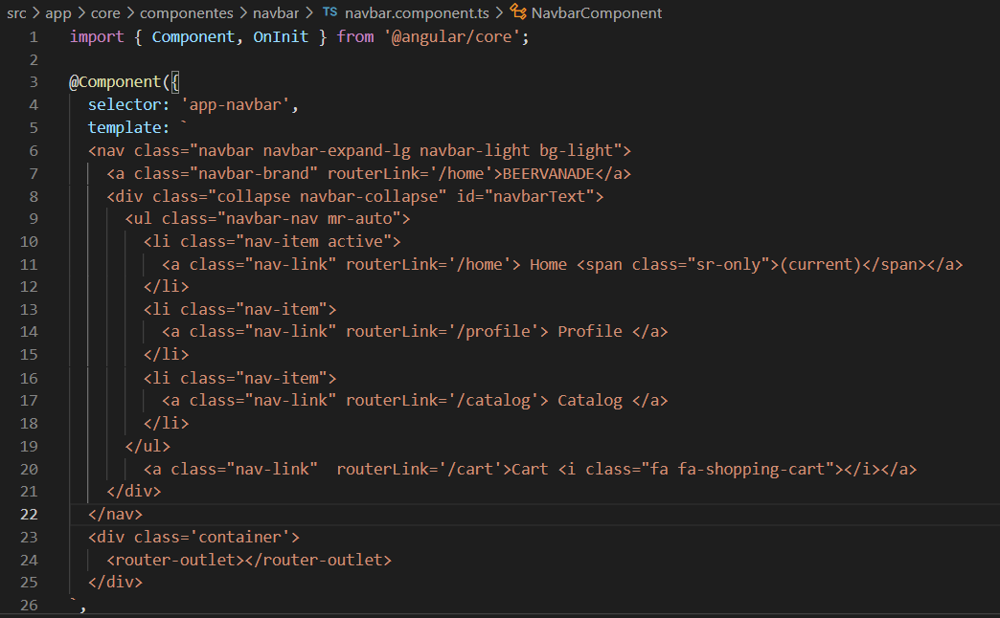 src > app > core > componentes > navbar > TS navbar.component.ts > NavbarComponent
1 import { Component, OnInit } from '@angular/core';
2
3 @Component({
4 selector: 'app-navbar',
5 template: `
6 <nav class="navbar navbar-expand-lg navbar-light bg-light">
7 <a class="navbar-brand" routerLink='/home'>BEERVANADE</a>
8 <div class="collapse navbar-collapse" id="navbarText">
9 <ul class="navbar-nav mr-auto">
10 <li class="nav-item active">
11 <a class="nav-link" routerLink='/home'> Home <span class="sr-only">(current)</span></a>
12 </li>
13 <li class="nav-item">
14 <a class="nav-link" routerLink='/profile'> Profile </a>
15 </li>
16 <li class="nav-item">
17 <a class="nav-link" routerLink='/catalog'> Catalog </a>
18 </li>
19 </ul>
20 <a class="nav-link"  routerLink='/cart'>Cart <i class="fa fa-shopping-cart"></i></a>
21 </div>
22 </nav>
23 <div class='container'>
24 <router-outlet></router-outlet>
25 </div>
26 `,